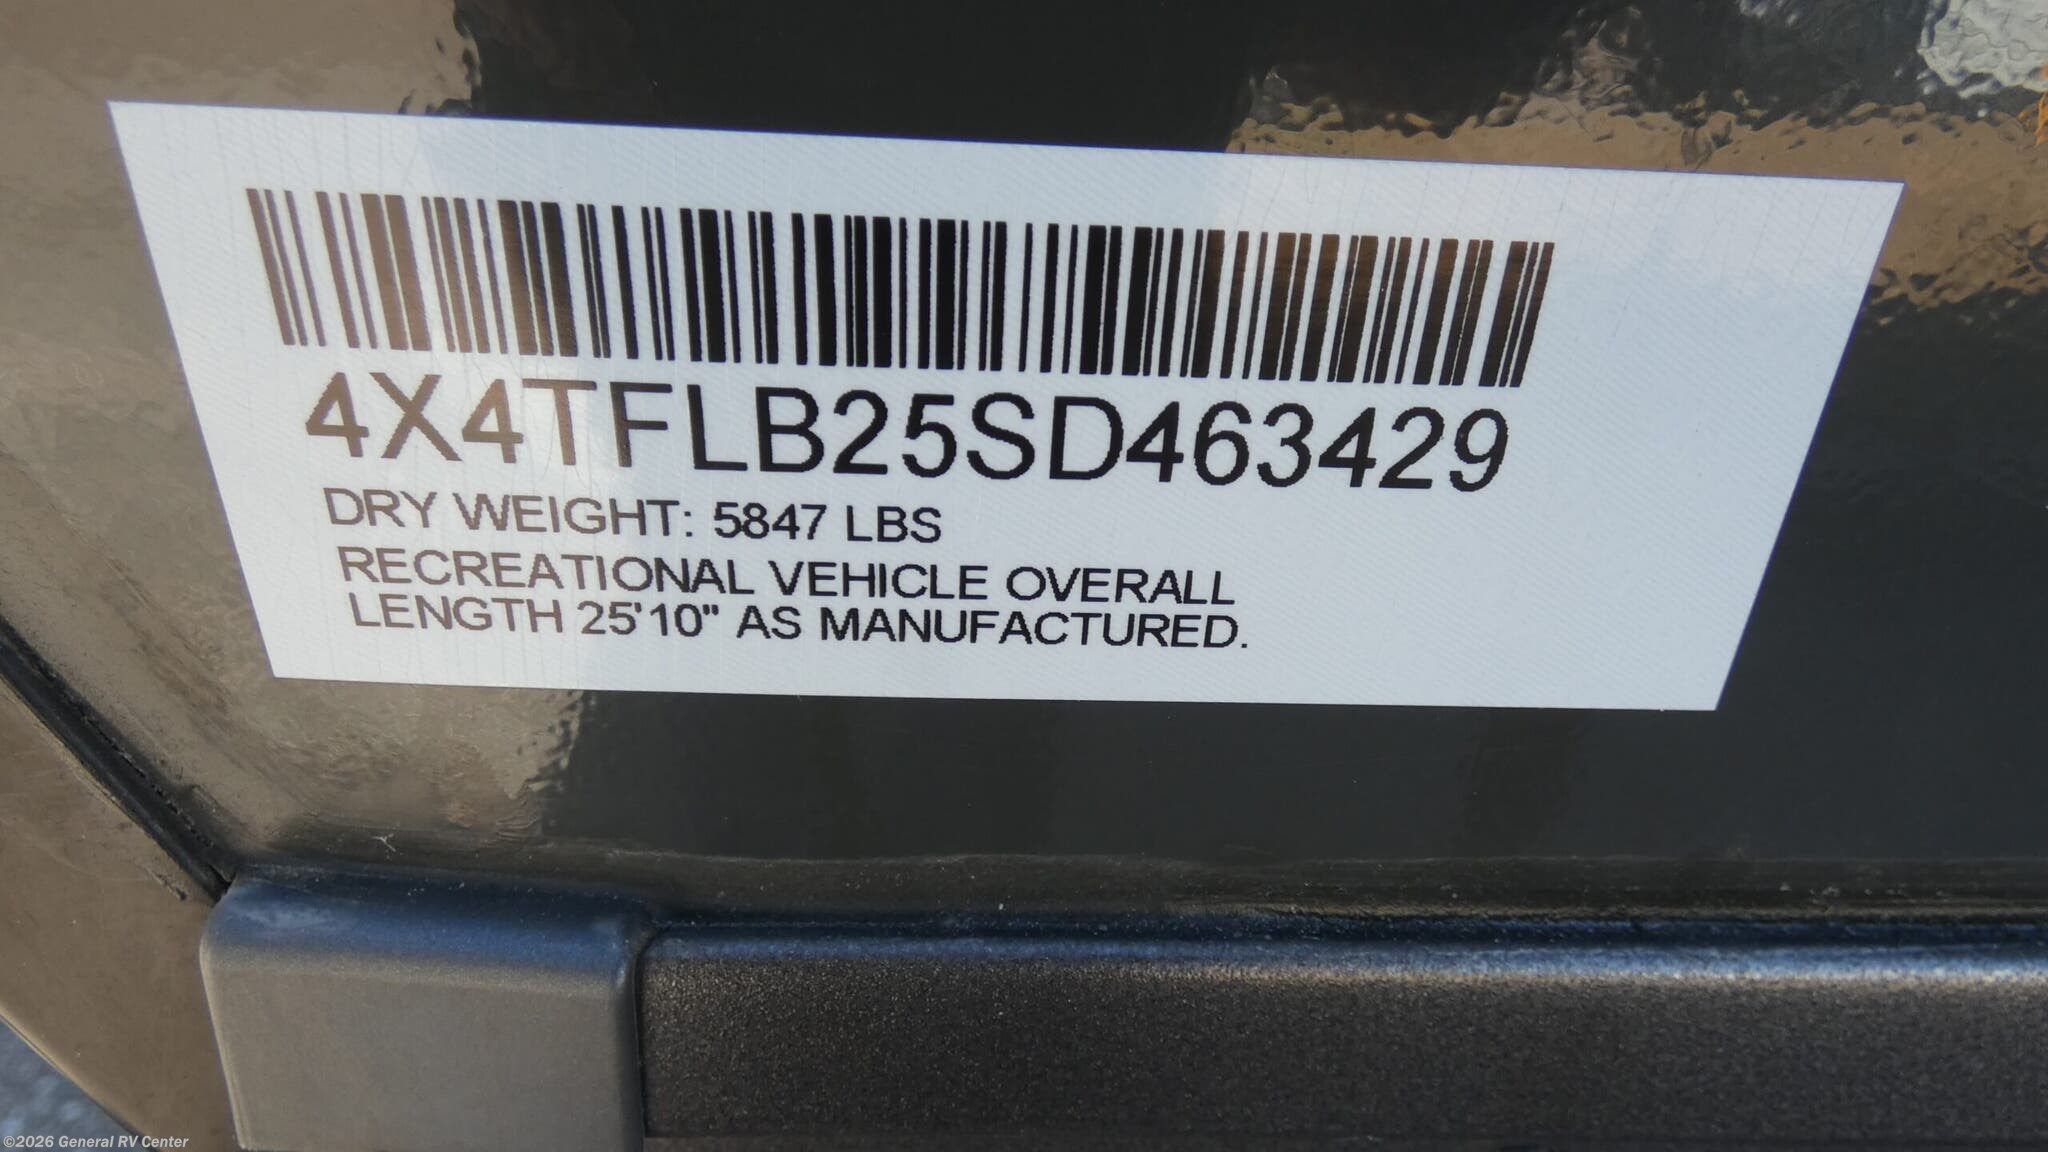 4X4TFLB25SD463429
DRY WEIGHT: 5847 LBS
RECREATIONAL VEHICLE OVERALL
LENGTH 25'10" AS MANUFACTURED.
©2026 General RV Center